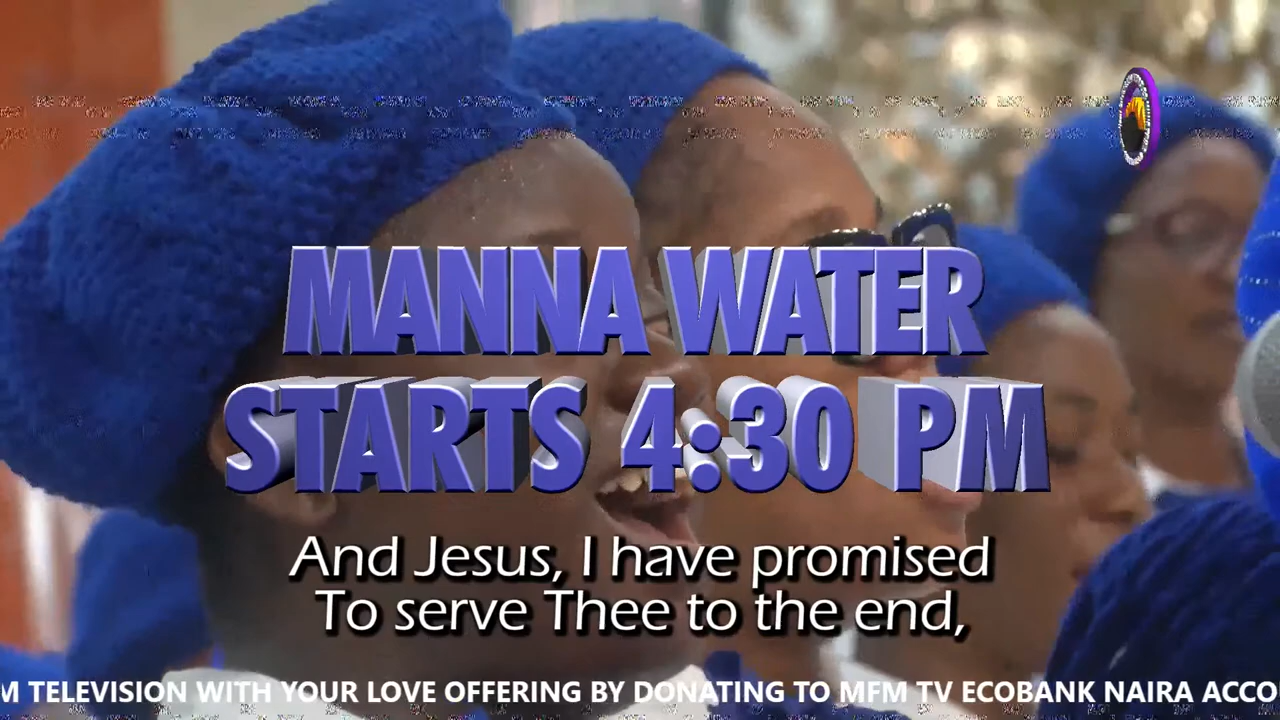 MANNA WATER
STARTS 4:30 PM
And Jesus, I have promised
To serve Thee to the end,
M TELEVISION WITH YOUR LOVE OFFERING BY DONATING TO MFM TV ECOBANK NAIRA ACCO